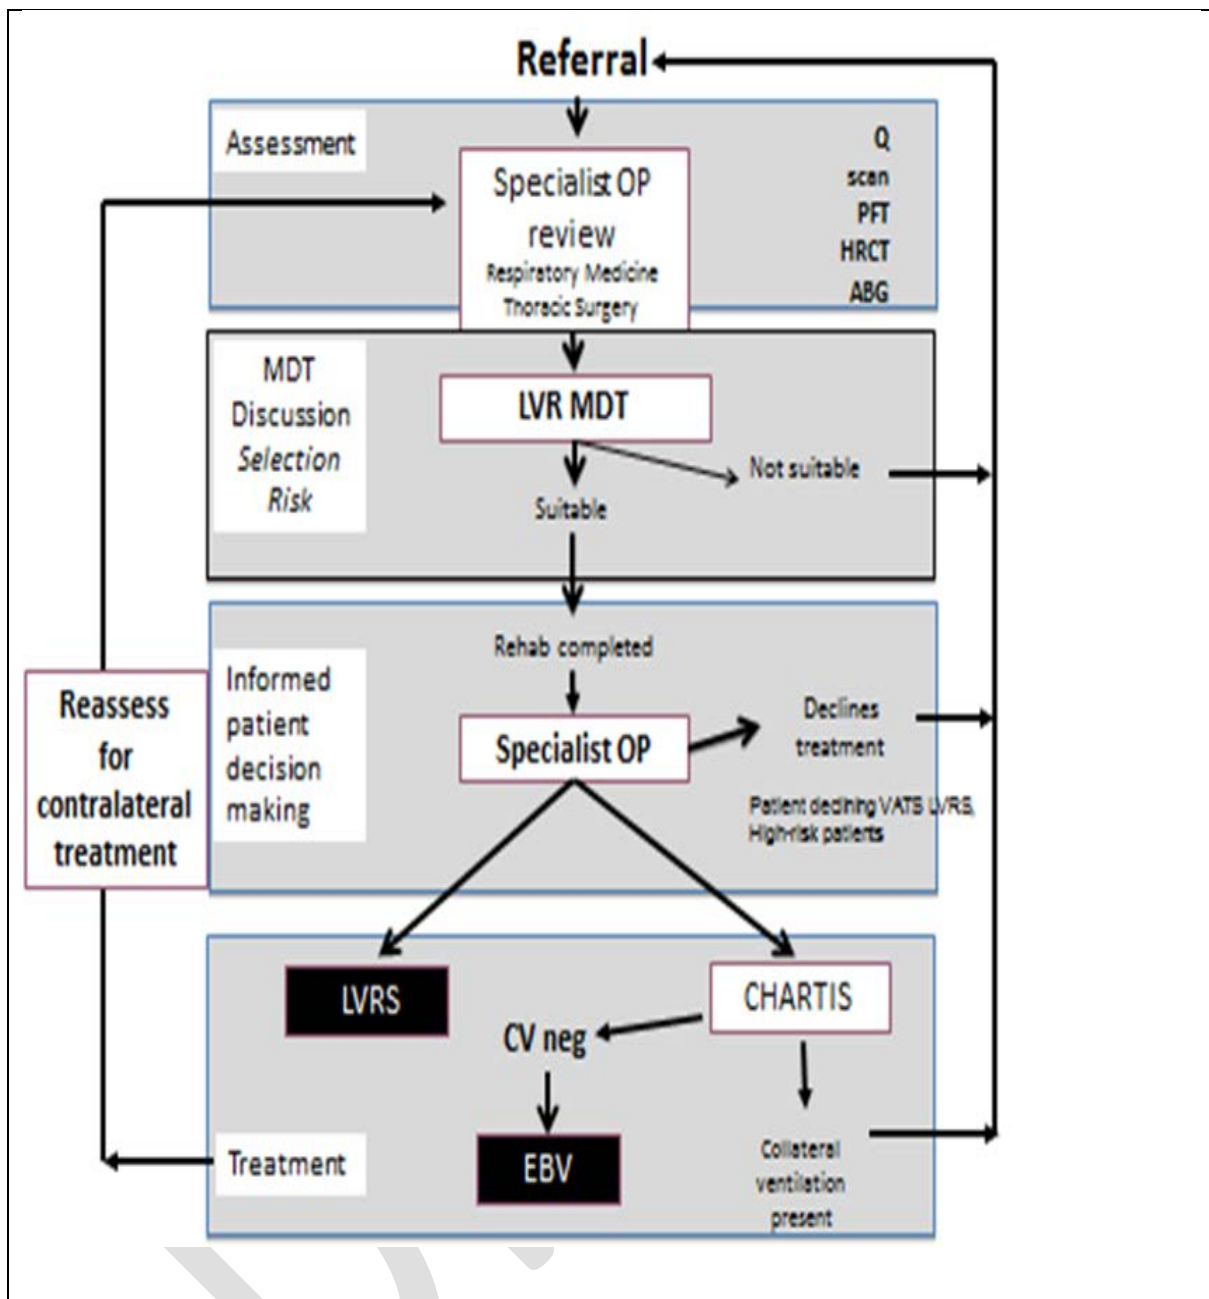 Referral
Assessment
Specialist OP
review
Respiratory Medicine
Thoracic Surgery
Q
scan
PFT
HRCT
ABG
MDT
Discussion
Selection
Risk
LVR MDT
Not suitable
Suitable
Rehab completed
Informed
patient
decision
making
Specialist OP
Declines
treatment
Patient declining VATS LVRS,
High-risk patients
Reassess
for
contralateral
treatment
LVRS
CHARTIS
CV neg
EBV
Collateral
ventilation
present
Treatment